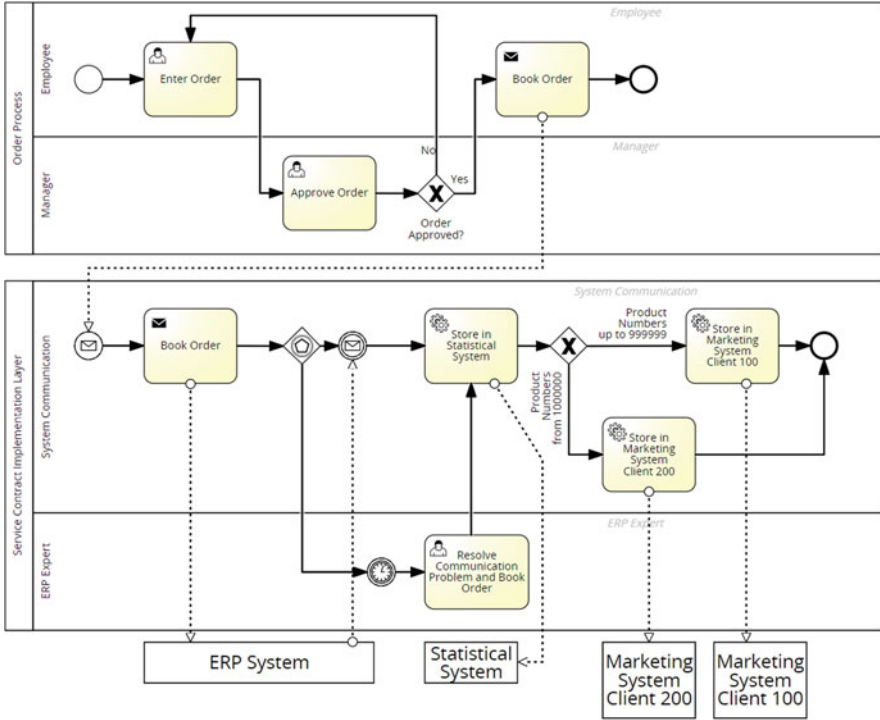 Order Process
Employee
Employee
Enter Order
Book Order
Manager
Manager
No
Yes
Approve Order
Order
Approved?
Service Contract Implementation Layer
System Communication
System Communication
Book Order
Store in
Statistical
System
Product
Numbers
up to 999999
Store in
Marketing
System
Client 100
Product
Numbers
from 1000000
Store in
Marketing
System
Client 200
ERP Expert
ERP Expert
Resolve
Communication
Problem and Book
Order
ERP System
Statistical
System
Marketing
System
Client 200
Marketing
System
Client 100